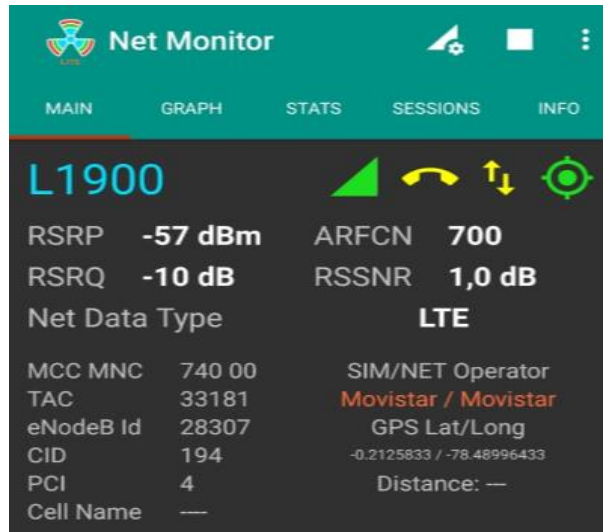 LITE
Net Monitor
MAIN GRAPH STATS SESSIONS INFO
L1900
RSRP -57 dBm ARFCN 700
RSRQ -10 dB RSSNR 1,0 dB
Net Data Type LTE
MCC MNC 740 00 SIM/NET Operator
TAC 33181 Movistar / Movistar
eNodeB Id 28307 GPS Lat/Long
CID 194 -0.2125833 / -78.48996433
PCI 4 Distance: ---
Cell Name ----